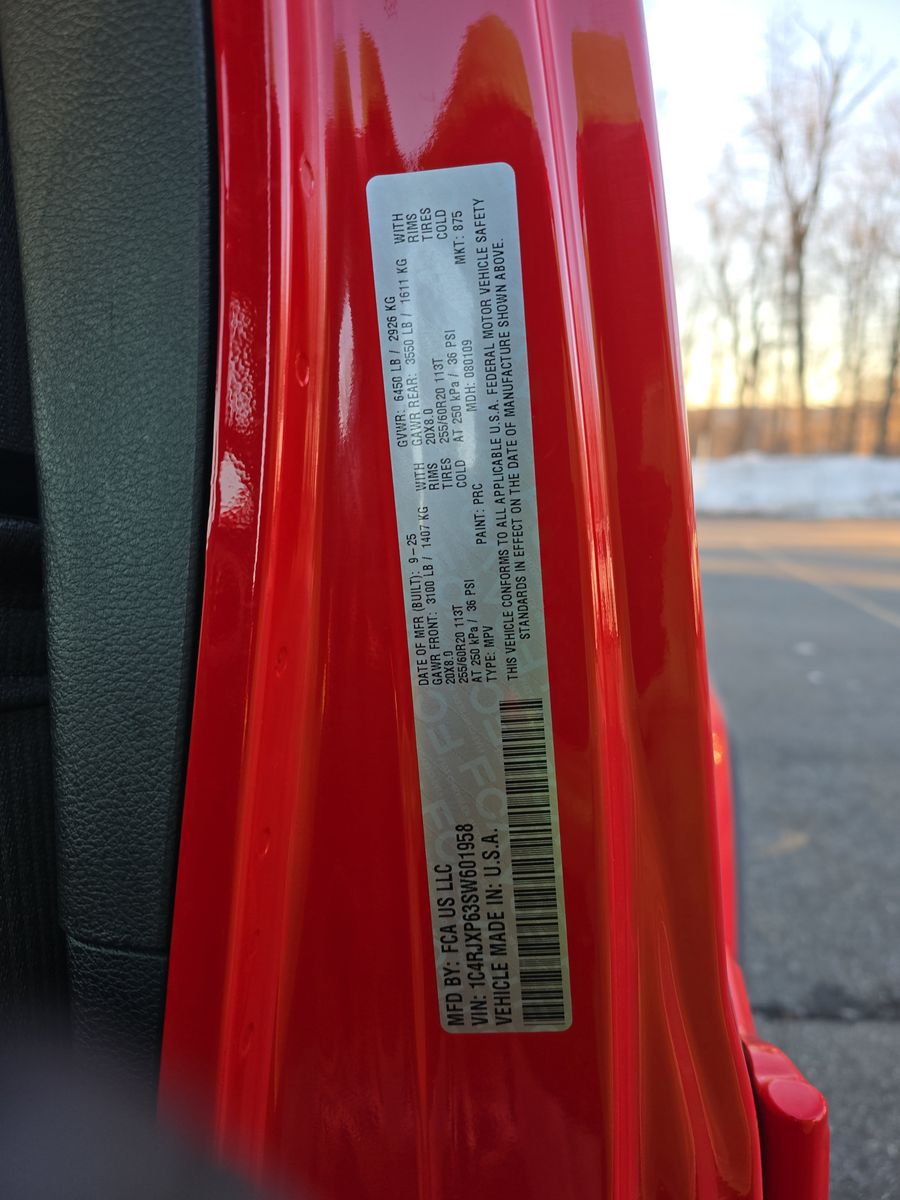 MFD BY: FCA US LLC
VIN: 1C4RJXP63SW601958
VEHICLE MADE IN: U.S.A.
DATE OF MFR (BUILT): 9-25 GVWR: 6450 LB / 2926 KG
GAWR FRONT: 3100 LB / 1407 KG WITH GAWR REAR: 3550 LB / 1611 KG WITH
20X8.0 RIMS 20X8.0 RIMS
255/60R20 113T TIRES 255/60R20 113T TIRES
AT 250 kPa / 36 PSI COLD AT 250 kPa / 36 PSI COLD
TYPE: MPV PAINT: PRC MDH: 080109 MKT: 875
THIS VEHICLE CONFORMS TO ALL APPLICABLE U.S.A. FEDERAL MOTOR VEHICLE SAFETY
STANDARDS IN EFFECT ON THE DATE OF MANUFACTURE SHOWN ABOVE.